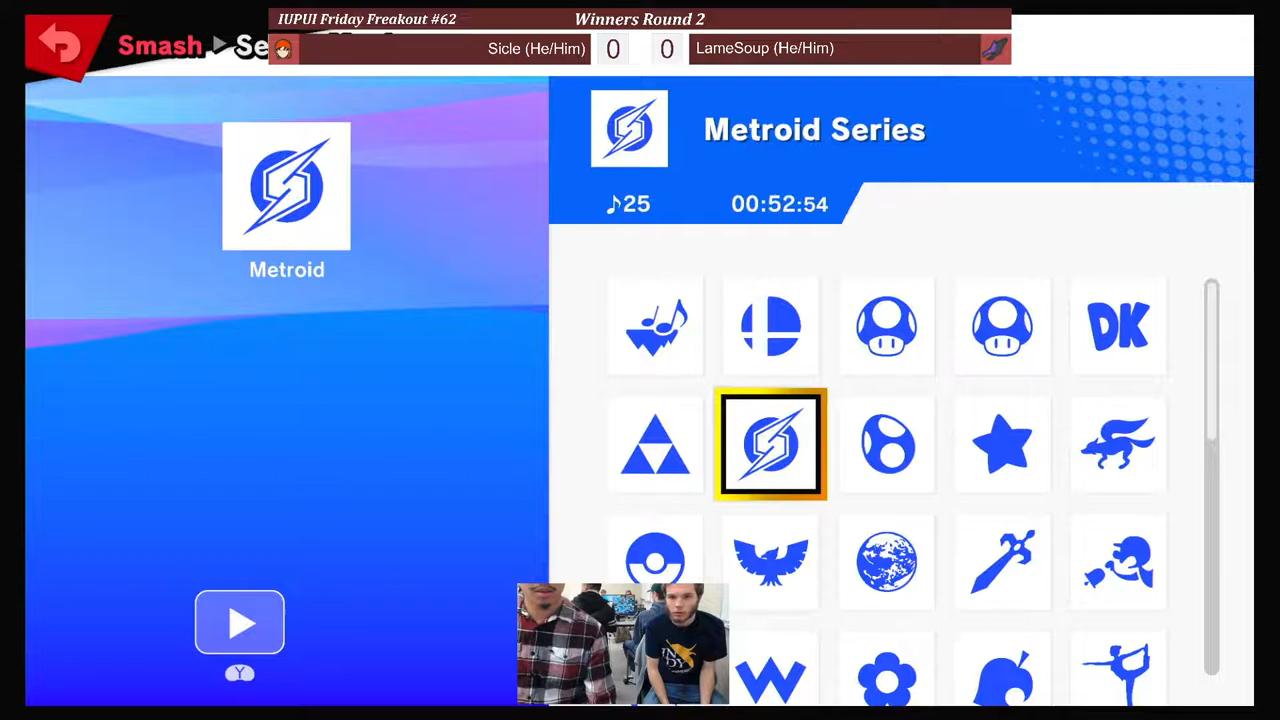 IUPUI Friday Freakout #62
Winners Round 2
Smash
Sicle (He/Him)
0
0
LameSoup (He/Him)
Metroid Series
♪25
00:52:54
Metroid
DK
Y